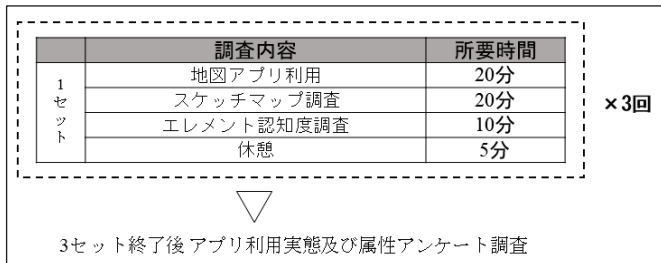 調査内容 所要時間
1セット
地図アプリ利用 20分
スケッチマップ調査 20分
エレメント認知度調査 10分
休憩 5分
×3回
3セット終了後 アプリ利用実態及び属性アンケート調査